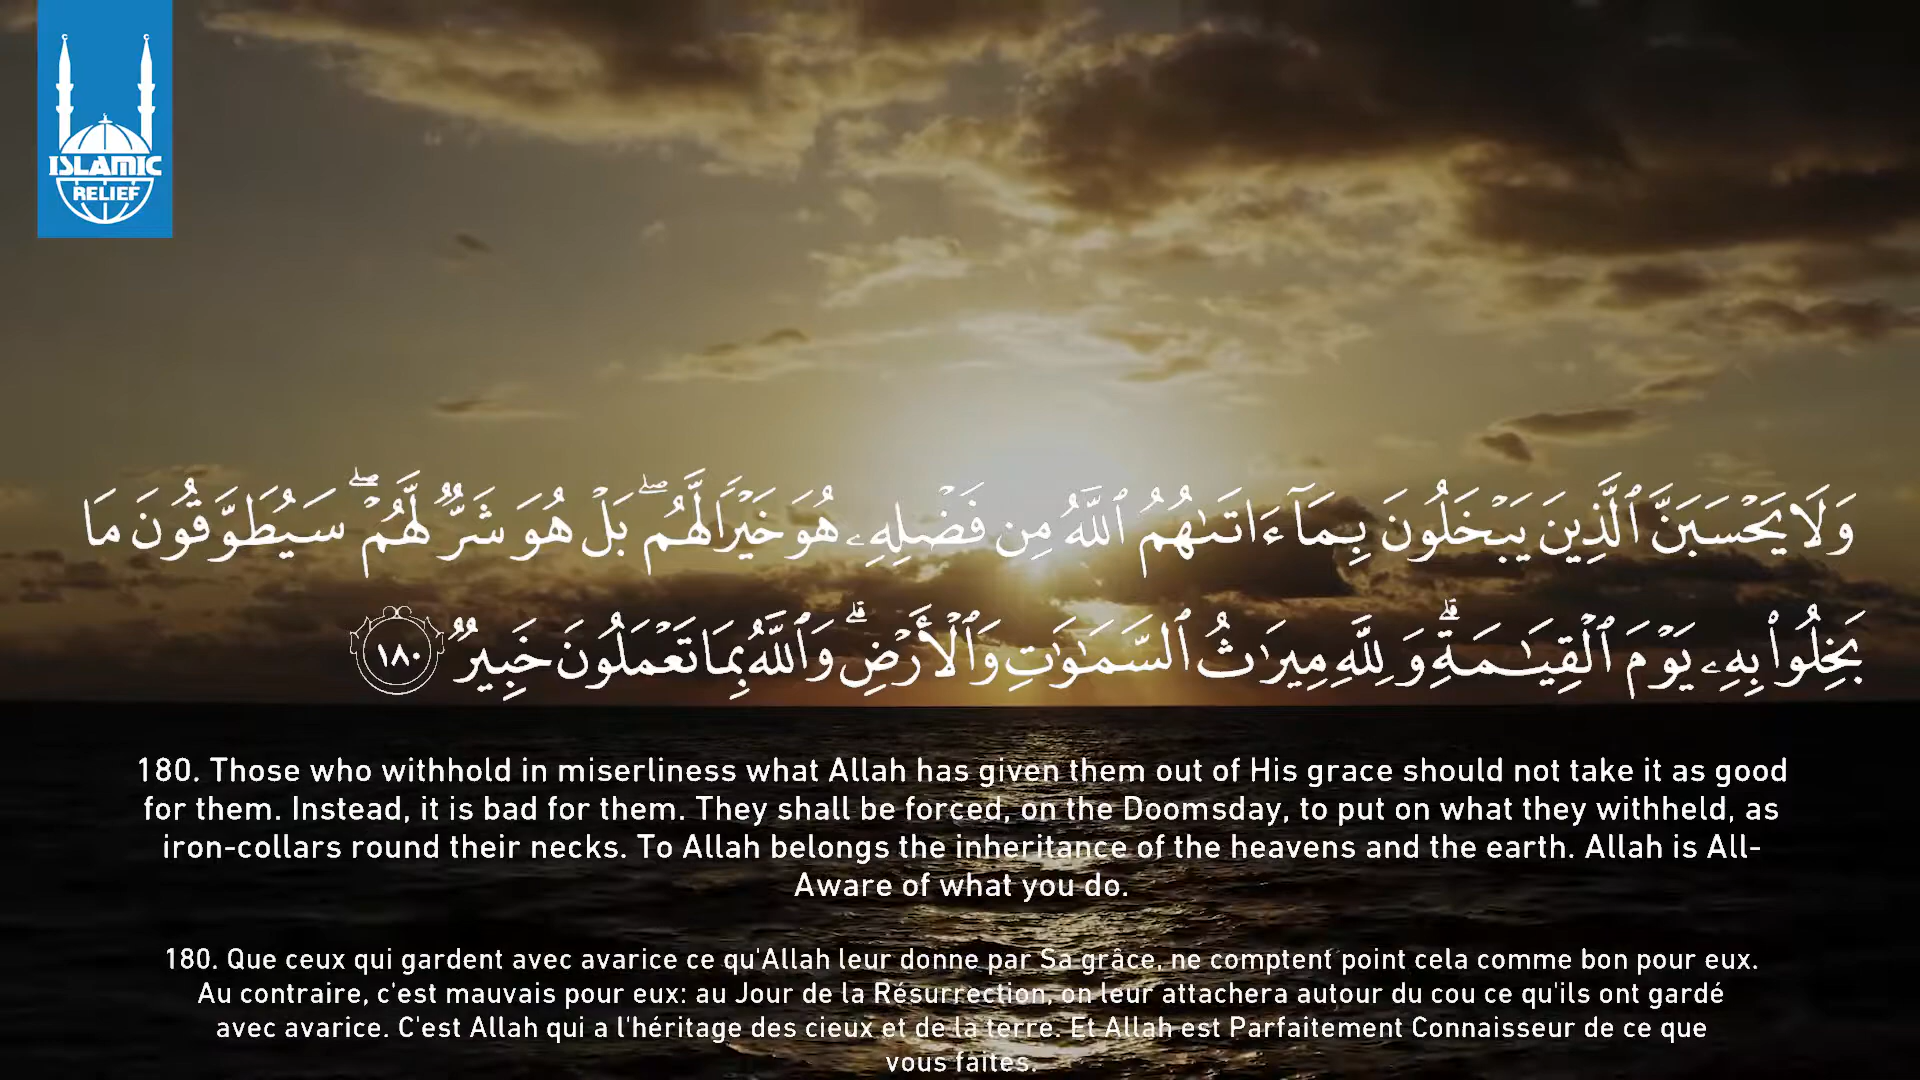 ISLAMIC
RELIEF
وَلَا يَحْسَبَنَّ ٱلَّذِينَ يَبْخَلُونَ بِمَآ ءَاتَىٰهُمُ ٱللَّهُ مِن فَضْلِهِۦ هُوَ خَيْرًا لَّهُم ۖ بَلْ هُوَ شَرٌّ لَّهُمْ ۖ سَيُطَوَّقُونَ مَا
بَخِلُوا۟ بِهِۦ يَوْمَ ٱلْقِيَـٰمَةِ ۗ وَلِلَّهِ مِيرَٰثُ ٱلسَّمَـٰوَٰتِ وَٱلْأَرْضِ ۗ وَٱللَّهُ بِمَا تَعْمَلُونَ خَبِيرٌ ١٨٠
180. Those who withhold in miserliness what Allah has given them out of His grace should not take it as good
for them. Instead, it is bad for them. They shall be forced, on the Doomsday, to put on what they withheld, as
iron-collars round their necks. To Allah belongs the inheritance of the heavens and the earth. Allah is All-
Aware of what you do.
180. Que ceux qui gardent avec avarice ce qu'Allah leur donne par Sa grâce, ne comptent point cela comme bon pour eux.
Au contraire, c'est mauvais pour eux: au Jour de la Résurrection, on leur attachera autour du cou ce qu'ils ont gardé
avec avarice. C'est Allah qui a l'héritage des cieux et de la terre. Et Allah est Parfaitement Connaisseur de ce que
vous faites.